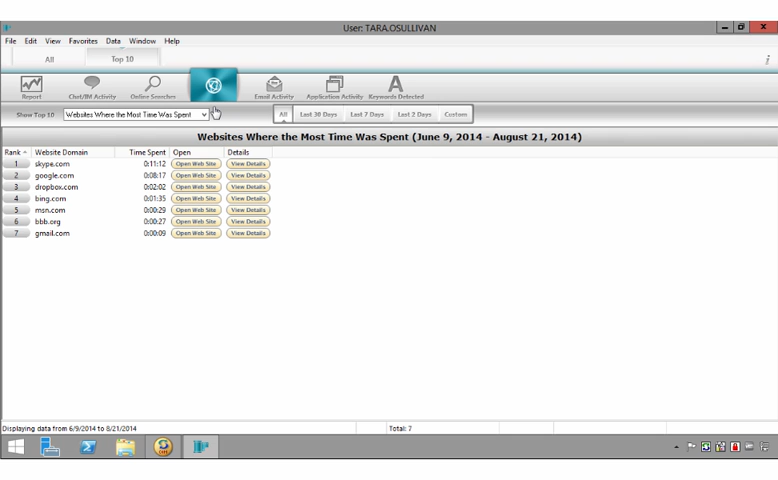 User: TARA.OSULLIVAN
File Edit View Favorites Data Window Help
All Top 10
Report Chat/IM Activity Online Searches Email Activity Application Activity Keywords Detected
Show Top 10 Websites Where the Most Time Was Spent All Last 30 Days Last 7 Days Last 2 Days Custom
Websites Where the Most Time Was Spent (June 9, 2014 - August 21, 2014)
Rank Website Domain Time Spent Open Details
1 skype.com 0:11:12 Open Web Site View Details
2 google.com 0:08:17 Open Web Site View Details
3 dropbox.com 0:02:02 Open Web Site View Details
4 bing.com 0:01:35 Open Web Site View Details
5 msn.com 0:00:29 Open Web Site View Details
6 bbb.org 0:00:27 Open Web Site View Details
7 gmail.com 0:00:09 Open Web Site View Details
Displaying data from 6/9/2014 to 8/21/2014 Total: 7